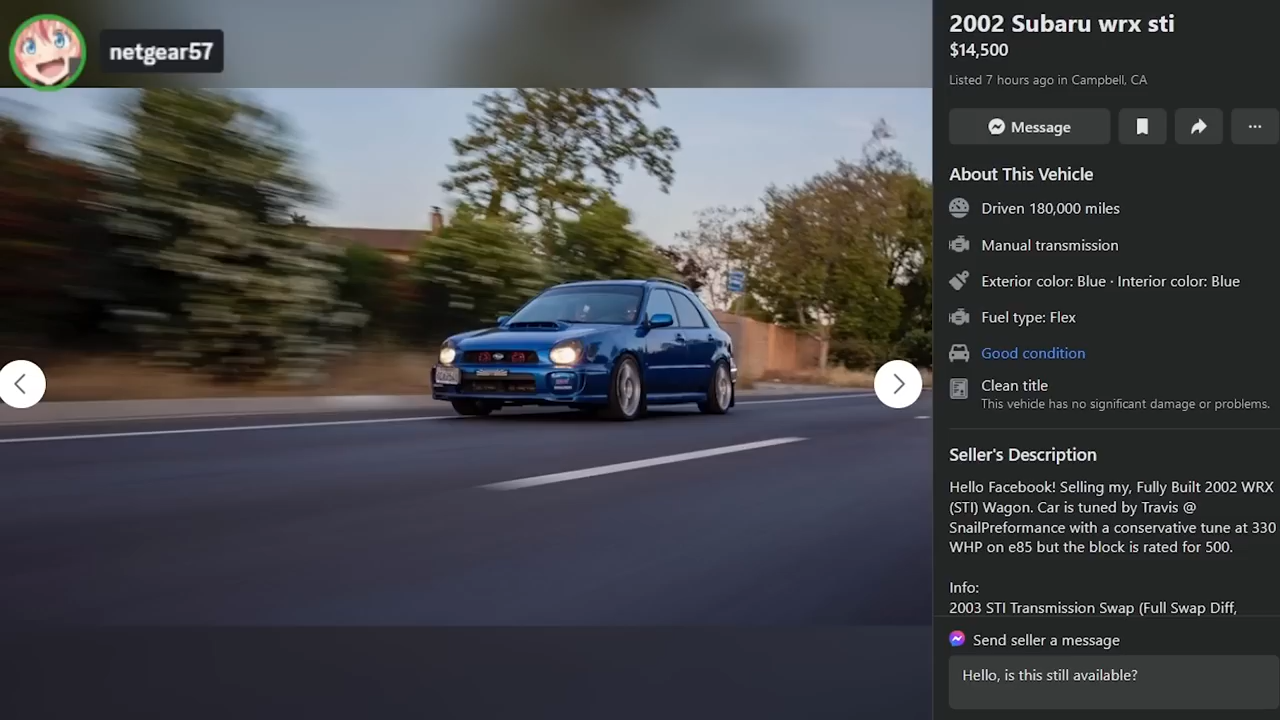 netgear57
2002 Subaru wrx sti
$14,500
Listed 7 hours ago in Campbell, CA
Message
About This Vehicle
Driven 180,000 miles
Manual transmission
Exterior color: Blue · Interior color: Blue
Fuel type: Flex
Good condition
Clean title
This vehicle has no significant damage or problems.
Seller's Description
Hello Facebook! Selling my, Fully Built 2002 WRX
(STI) Wagon. Car is tuned by Travis @
SnailPreformance with a conservative tune at 330
WHP on e85 but the block is rated for 500.
Info:
2003 STI Transmission Swap (Full Swap Diff,
Send seller a message
Hello, is this still available?